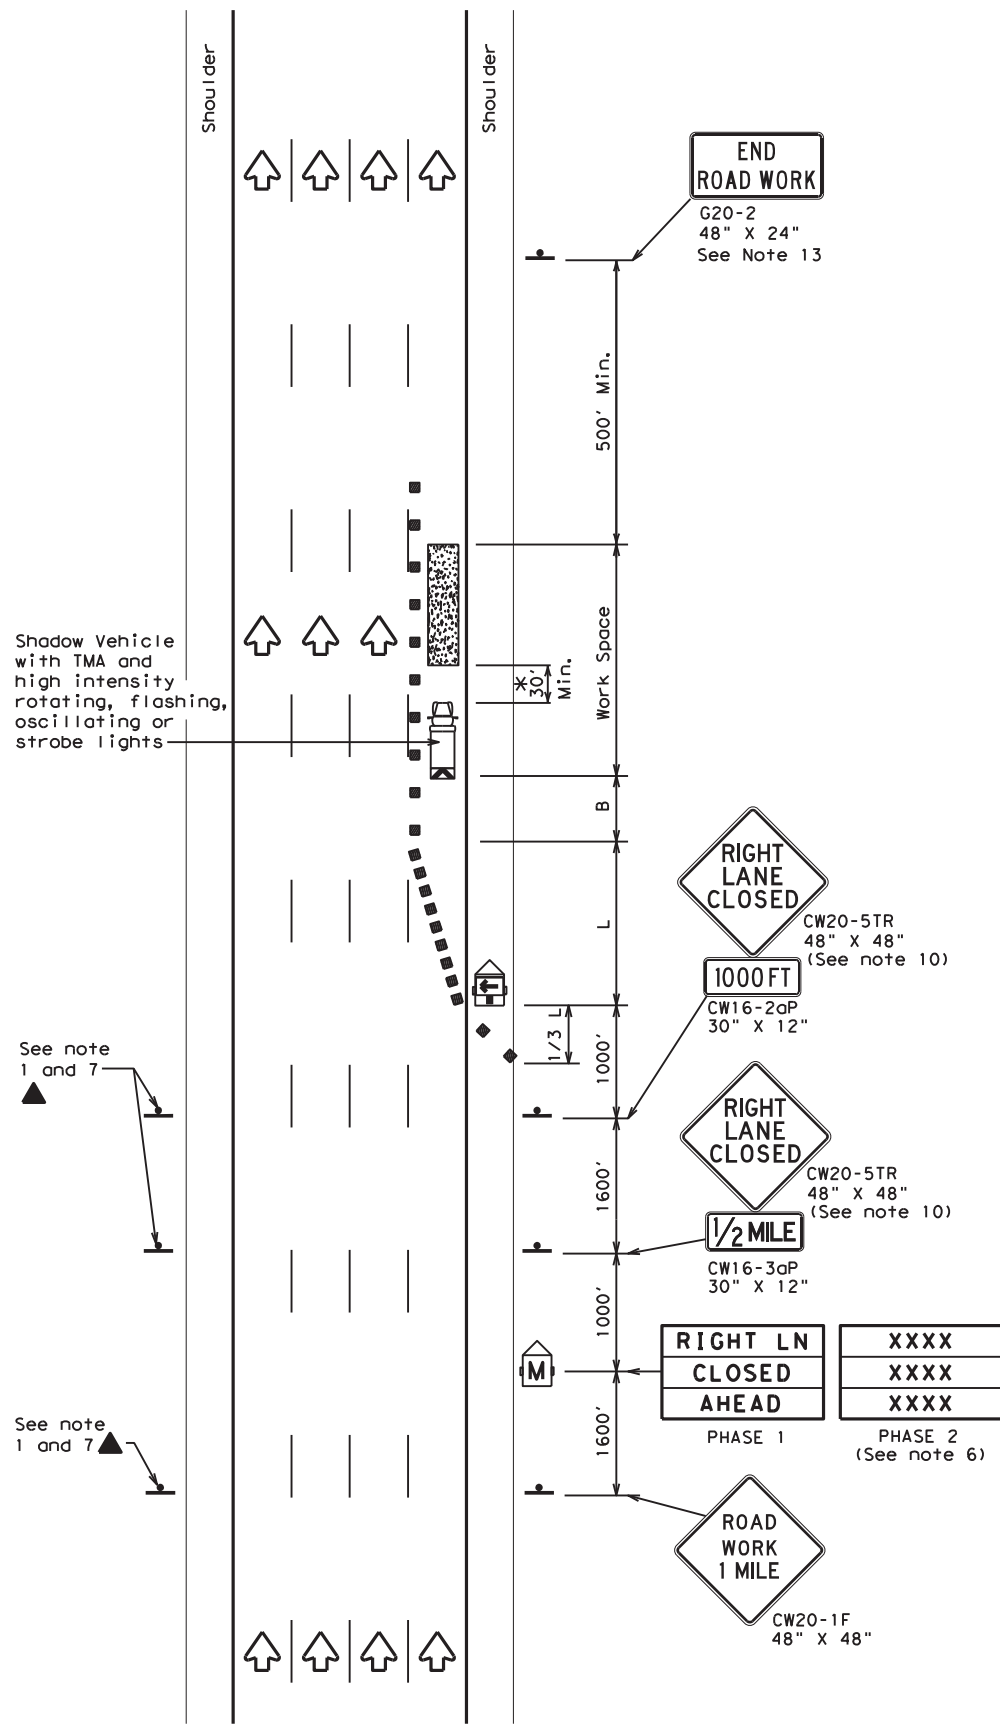 Shoulder
Shoulder
END
ROAD WORK
G20-2
48" X 24"
See Note 13
500' Min.
Shadow Vehicle
with TMA and
high intensity
rotating, flashing,
oscillating or
strobe lights
30'
Min.
Work Space
B
L
RIGHT
LANE
CLOSED
CW20-5TR
48" X 48"
(See note 10)
1000 FT
CW16-2aP
30" X 12"
1/3 L
1000'
See note
1 and 7
RIGHT
LANE
CLOSED
CW20-5TR
48" X 48"
(See note 10)
1600'
1/2 MILE
CW16-3aP
30" X 12"
1000'
M
RIGHT LN
CLOSED
AHEAD
PHASE 1
XXXX
XXXX
XXXX
PHASE 2
(See note 6)
See note
1 and 7
1600'
ROAD
WORK
1 MILE
CW20-1F
48" X 48"